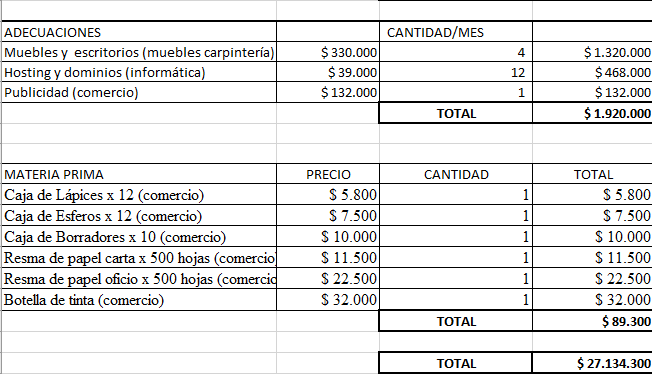 ADECUACIONES CANTIDAD/MES
Muebles y escritorios (muebles carpintería) $ 330.000 4 $ 1.320.000
Hosting y dominios (informática) $ 39.000 12 $ 468.000
Publicidad (comercio) $ 132.000 1 $ 132.000
TOTAL $ 1.920.000
MATERIA PRIMA PRECIO CANTIDAD TOTAL
Caja de Lápices x 12 (comercio) $ 5.800 1 $ 5.800
Caja de Esferos x 12 (comercio) $ 7.500 1 $ 7.500
Caja de Borradores x 10 (comercio) $ 10.000 1 $ 10.000
Resma de papel carta x 500 hojas (comercio $ 11.500 1 $ 11.500
Resma de papel oficio x 500 hojas (comercio $ 22.500 1 $ 22.500
Botella de tinta (comercio) $ 32.000 1 $ 32.000
TOTAL $ 89.300
TOTAL $ 27.134.300